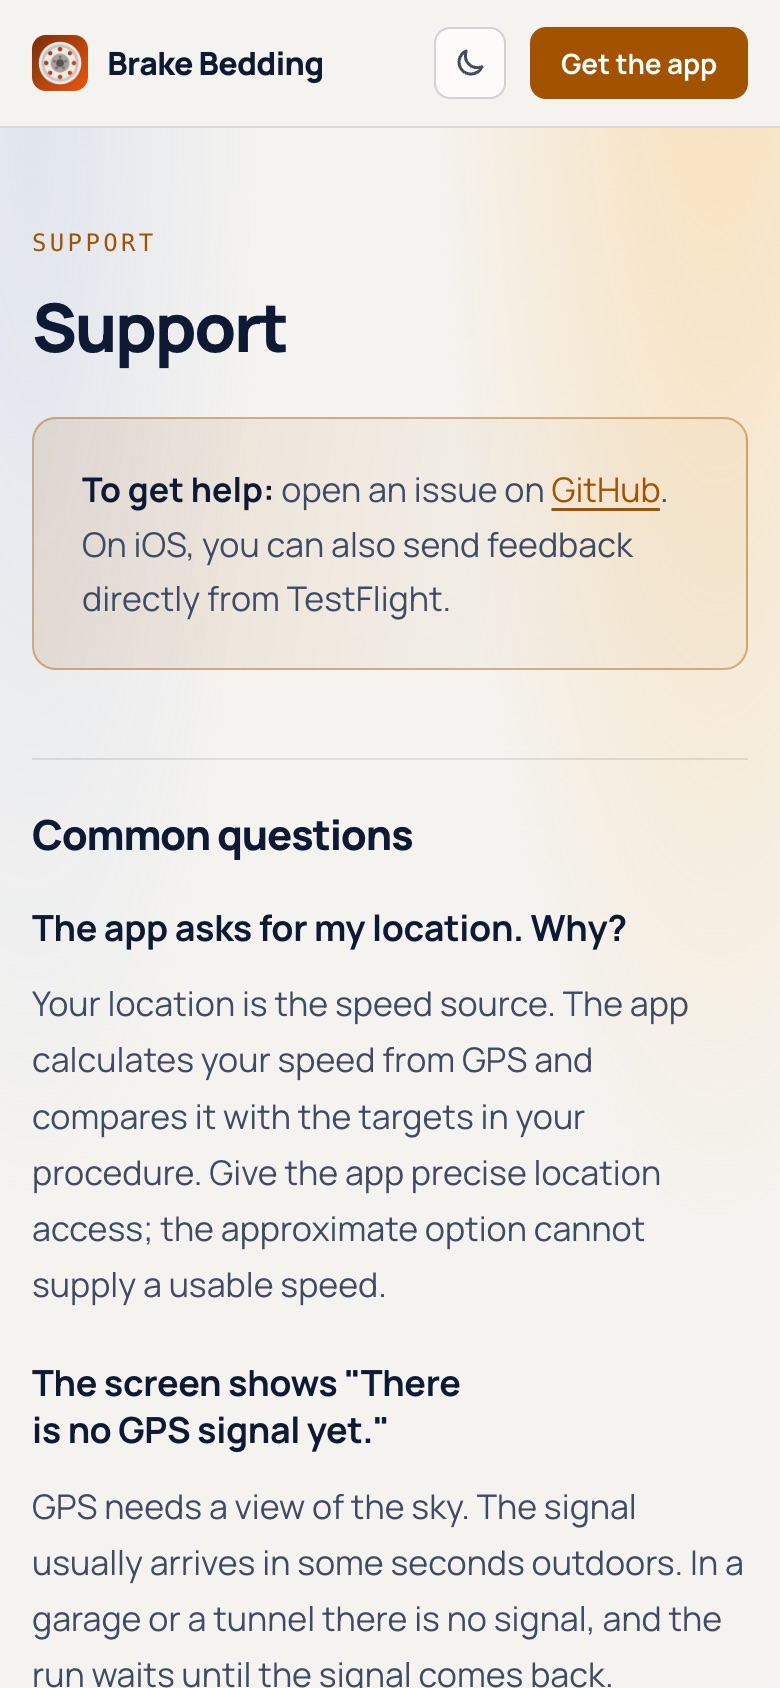 Brake Bedding
Get the app
SUPPORT
Support
To get help: open an issue on GitHub.
On iOS, you can also send feedback
directly from TestFlight.
Common questions
The app asks for my location. Why?
Your location is the speed source. The app
calculates your speed from GPS and
compares it with the targets in your
procedure. Give the app precise location
access; the approximate option cannot
supply a usable speed.
The screen shows "There
is no GPS signal yet."
GPS needs a view of the sky. The signal
usually arrives in some seconds outdoors. In a
garage or a tunnel there is no signal, and the
run waits until the signal comes back.